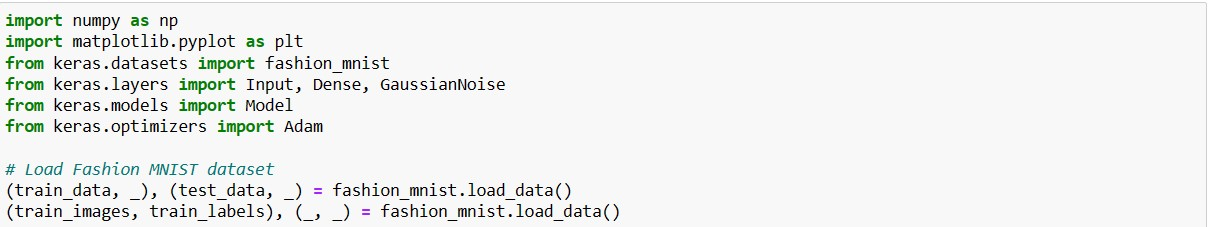 import numpy as np
import matplotlib.pyplot as plt
from keras.datasets import fashion_mnist
from keras.layers import Input, Dense, GaussianNoise
from keras.models import Model
from keras.optimizers import Adam

# Load Fashion MNIST dataset
(train_data, _), (test_data, _) = fashion_mnist.load_data()
(train_images, train_labels), (_, _) = fashion_mnist.load_data()